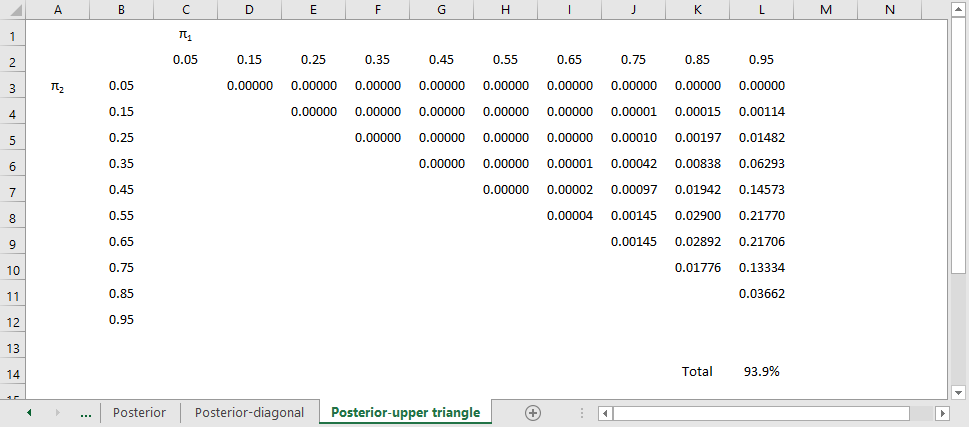 A B C D E F G H I J K L M N
1 π1
2 0.05 0.15 0.25 0.35 0.45 0.55 0.65 0.75 0.85 0.95
3 π2 0.05 0.00000 0.00000 0.00000 0.00000 0.00000 0.00000 0.00000 0.00000 0.00000
4 0.15 0.00000 0.00000 0.00000 0.00000 0.00000 0.00001 0.00015 0.00114
5 0.25 0.00000 0.00000 0.00000 0.00000 0.00010 0.00197 0.01482
6 0.35 0.00000 0.00000 0.00001 0.00042 0.00838 0.06293
7 0.45 0.00000 0.00002 0.00097 0.01942 0.14573
8 0.55 0.00004 0.00145 0.02900 0.21770
9 0.65 0.00145 0.02892 0.21706
10 0.75 0.01776 0.13334
11 0.85 0.03662
12 0.95
13
14 Total 93.9%
... Posterior Posterior-diagonal Posterior-upper triangle